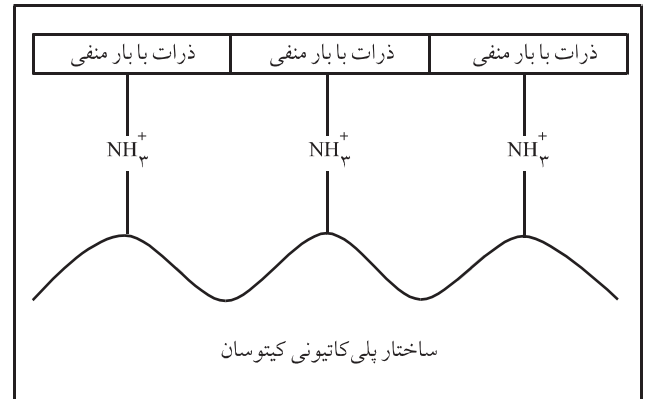 ذرات با بار منفی ذرات با بار منفی ذرات با بار منفی
NH₃⁺ NH₃⁺ NH₃⁺
ساختار پلی‌کاتیونی کیتوسان